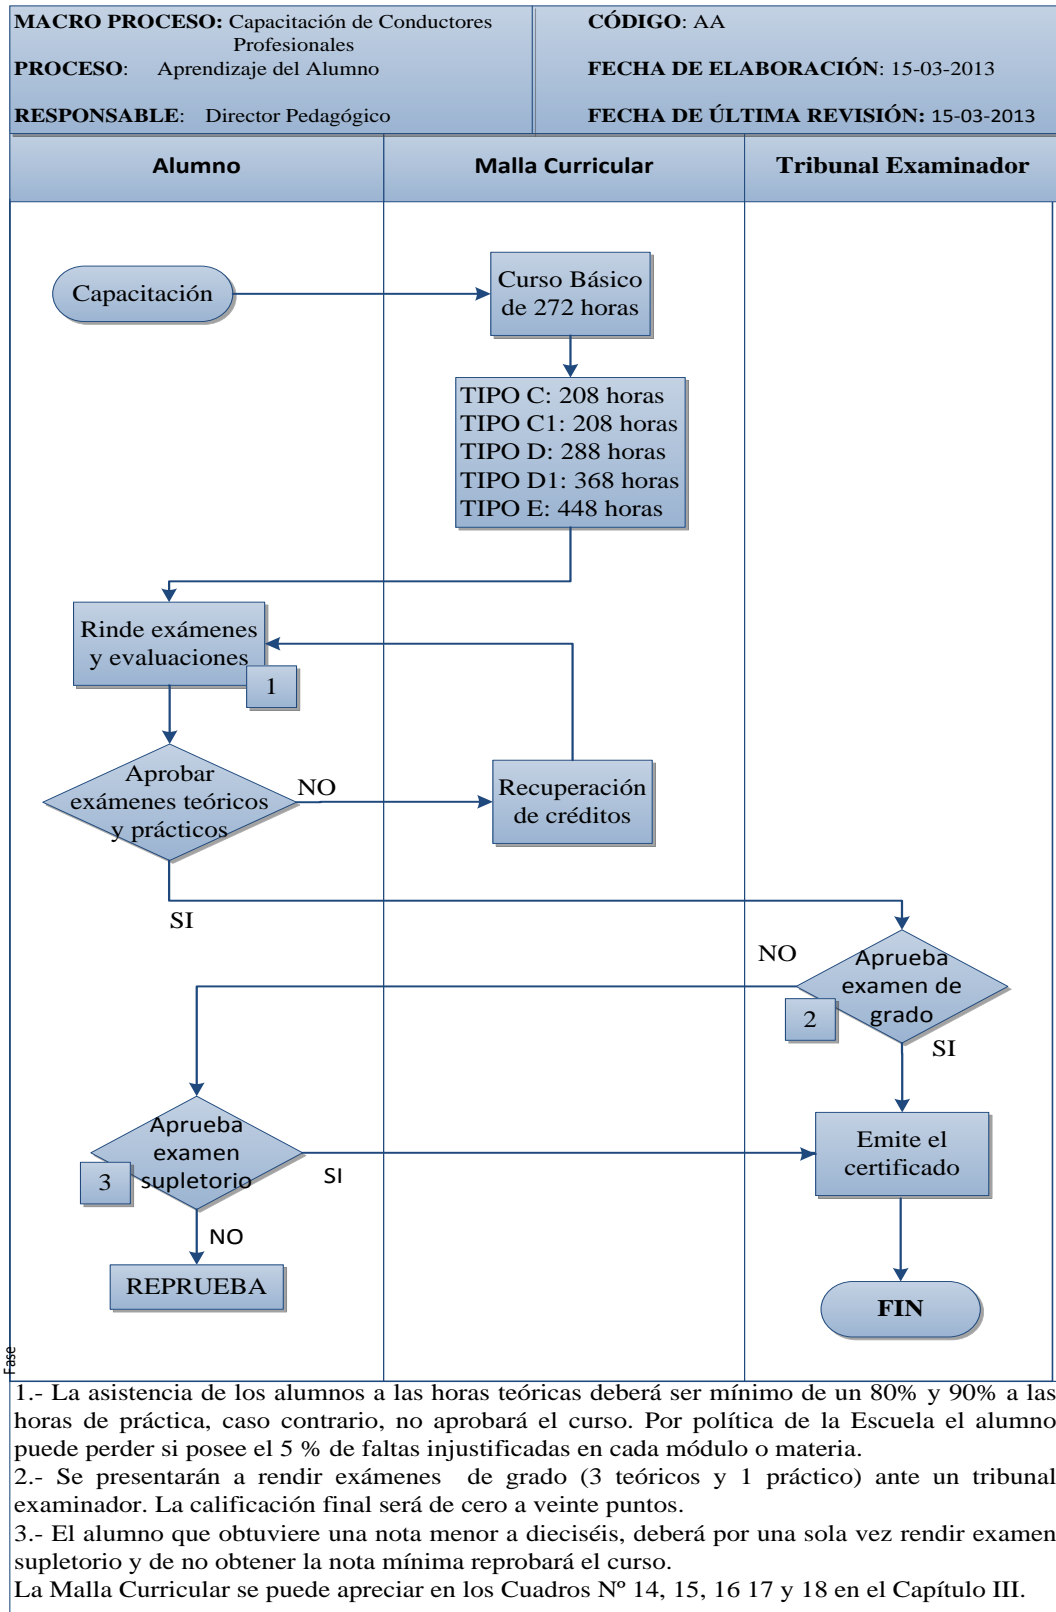 MACRO PROCESO: Capacitación de Conductores
Profesionales
PROCESO: Aprendizaje del Alumno
RESPONSABLE: Director Pedagógico
CÓDIGO: AA
FECHA DE ELABORACIÓN: 15-03-2013
FECHA DE ÚLTIMA REVISIÓN: 15-03-2013
Alumno
Malla Curricular
Tribunal Examinador
Capacitación
Curso Básico
de 272 horas
TIPO C: 208 horas
TIPO C1: 208 horas
TIPO D: 288 horas
TIPO D1: 368 horas
TIPO E: 448 horas
Rinde exámenes
y evaluaciones
1
Aprobar
exámenes teóricos
y prácticos
NO
Recuperación
de créditos
SI
NO
Aprueba
examen de
grado
2
SI
Aprueba
examen
supletorio
3
SI
Emite el
certificado
NO
REPRUEBA
FIN
Fase
1.- La asistencia de los alumnos a las horas teóricas deberá ser mínimo de un 80% y 90% a las
horas de práctica, caso contrario, no aprobará el curso. Por política de la Escuela el alumno
puede perder si posee el 5 % de faltas injustificadas en cada módulo o materia.
2.- Se presentarán a rendir exámenes de grado (3 teóricos y 1 práctico) ante un tribunal
examinador. La calificación final será de cero a veinte puntos.
3.- El alumno que obtuviere una nota menor a dieciséis, deberá por una sola vez rendir examen
supletorio y de no obtener la nota mínima reprobará el curso.
La Malla Curricular se puede apreciar en los Cuadros Nº 14, 15, 16 17 y 18 en el Capítulo III.